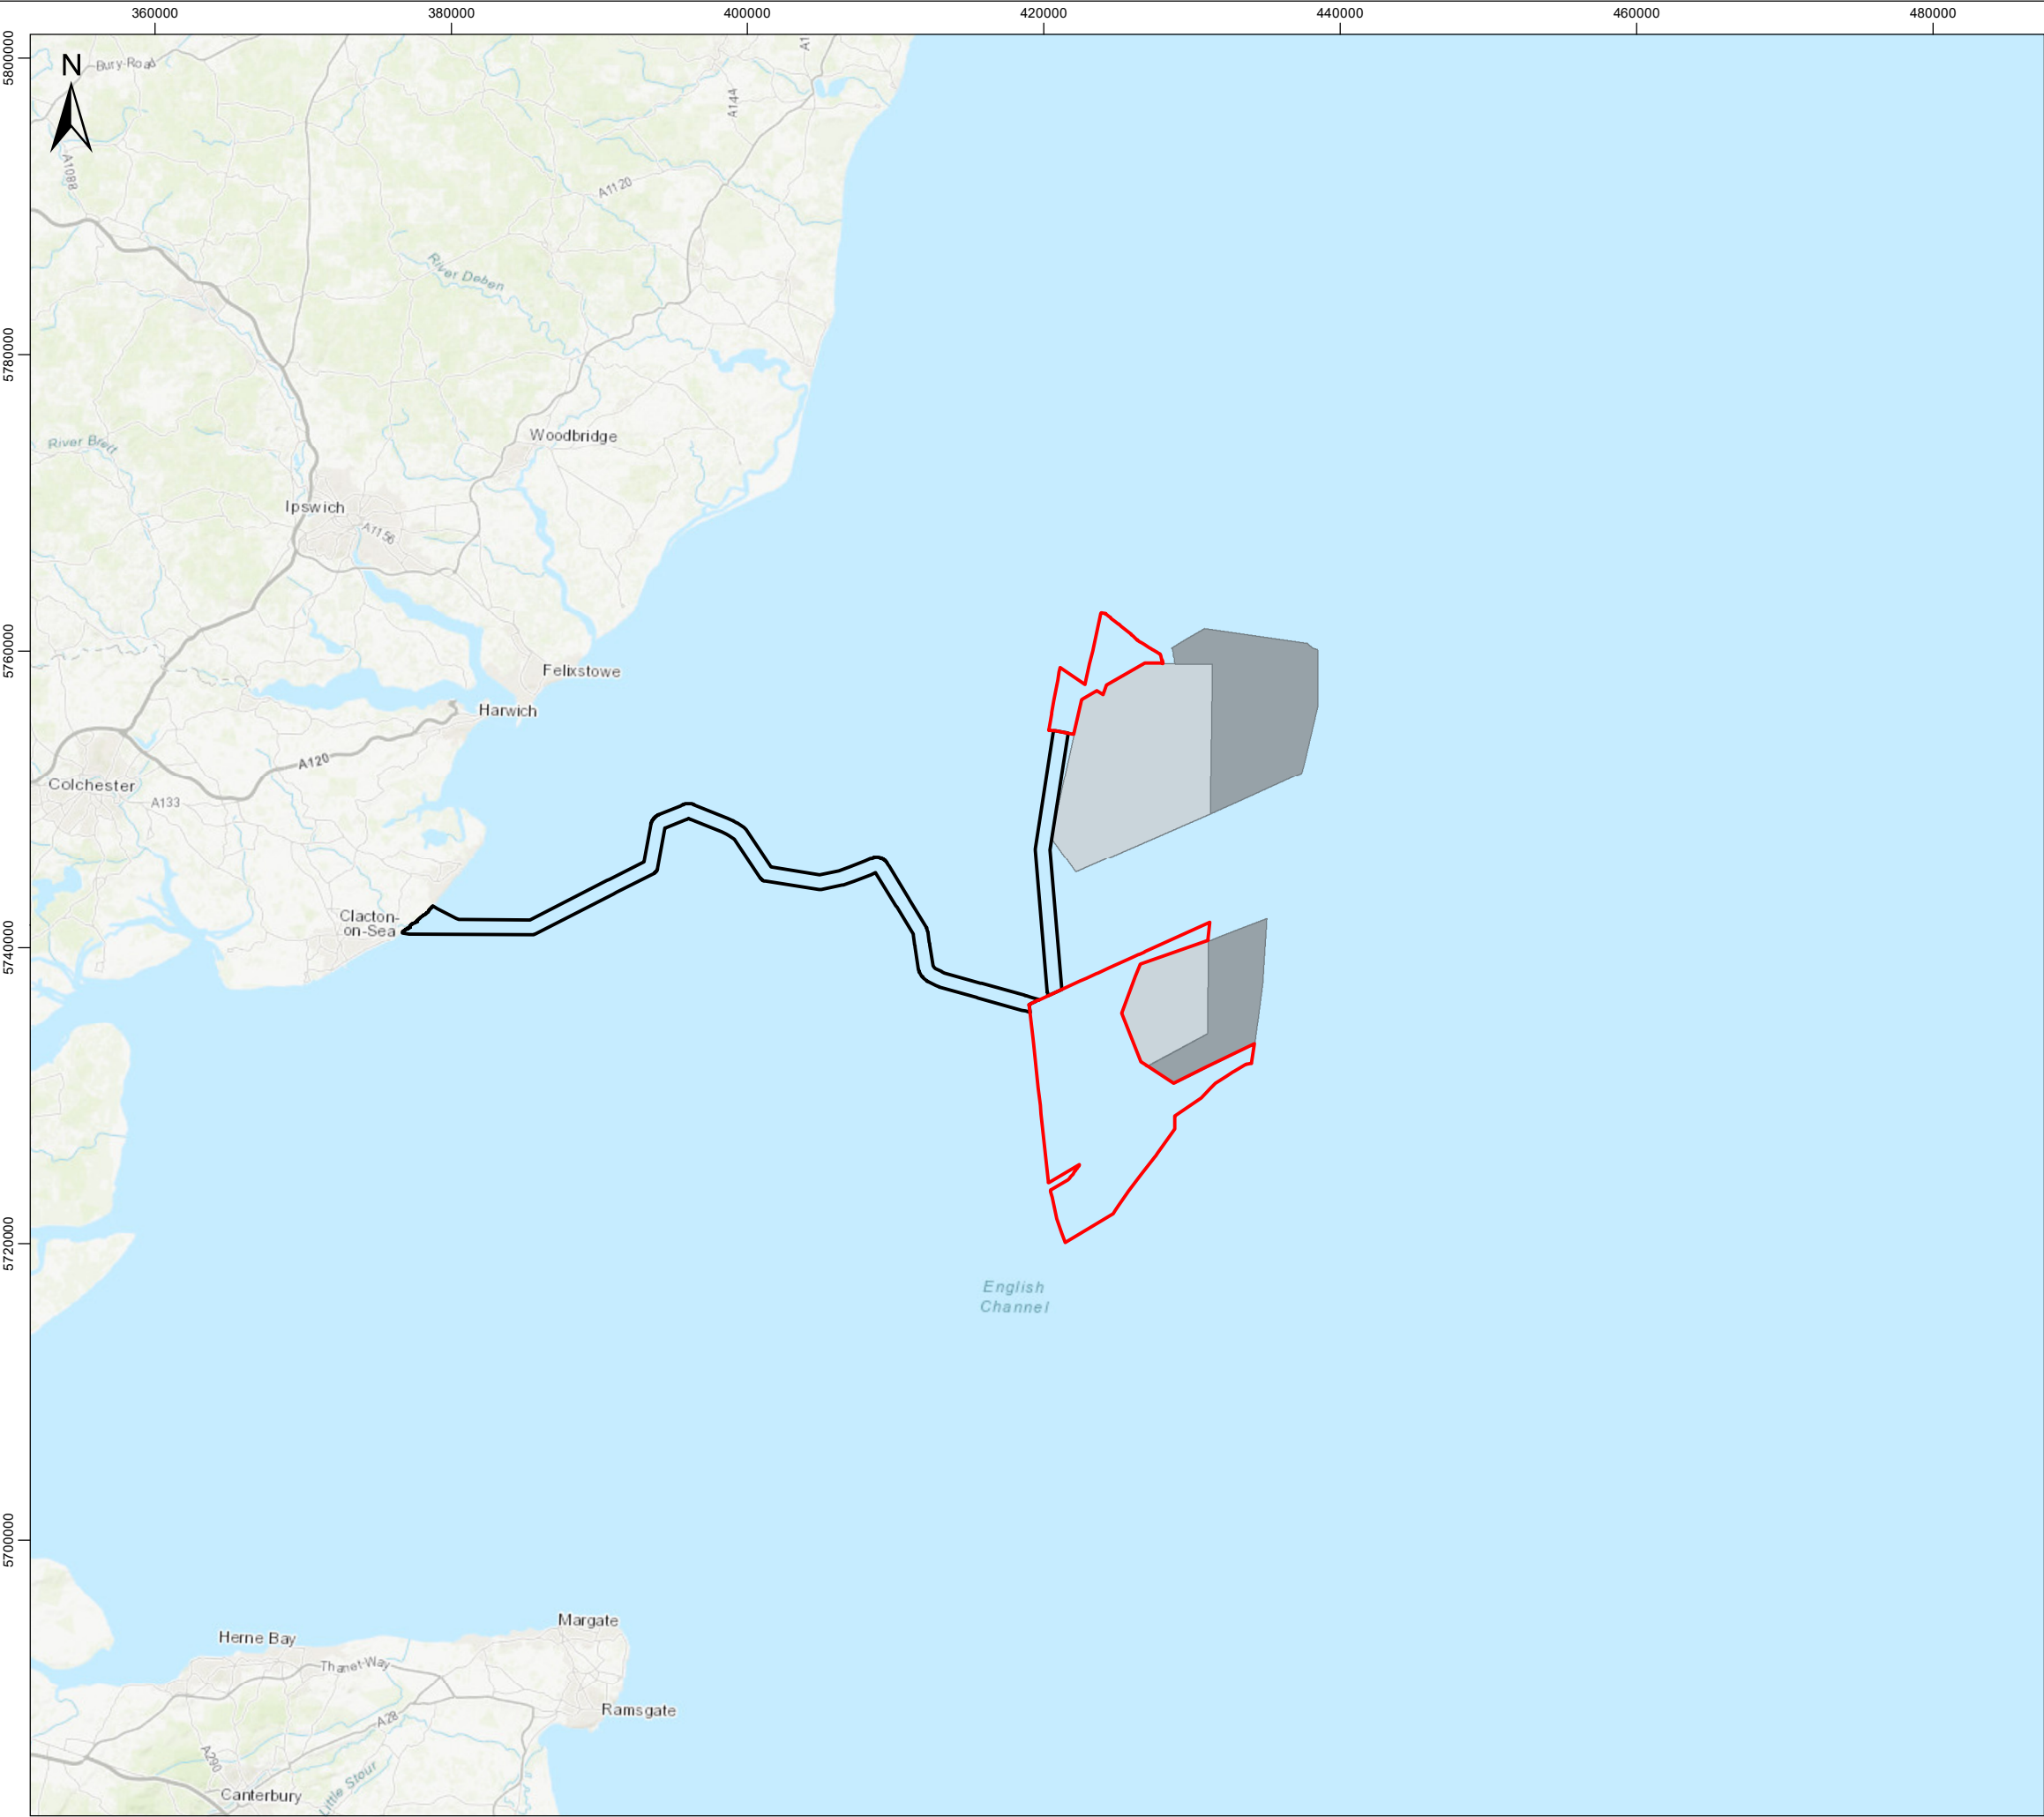 360000 380000 400000 420000 440000 460000 480000
5800000
5780000
5760000
5740000
5720000
5700000
N
Bury-Road
A1
A144
A1088
A1120
River Deben
River Brett
Woodbridge
Ipswich
A1156
Felixstowe
Harwich
A120
Colchester
A133
Clacton-
on-Sea
English
Channel
Margate
Herne Bay
Thanet-Way
Ramsgate
A28
A290
Little Stour
Canterbury